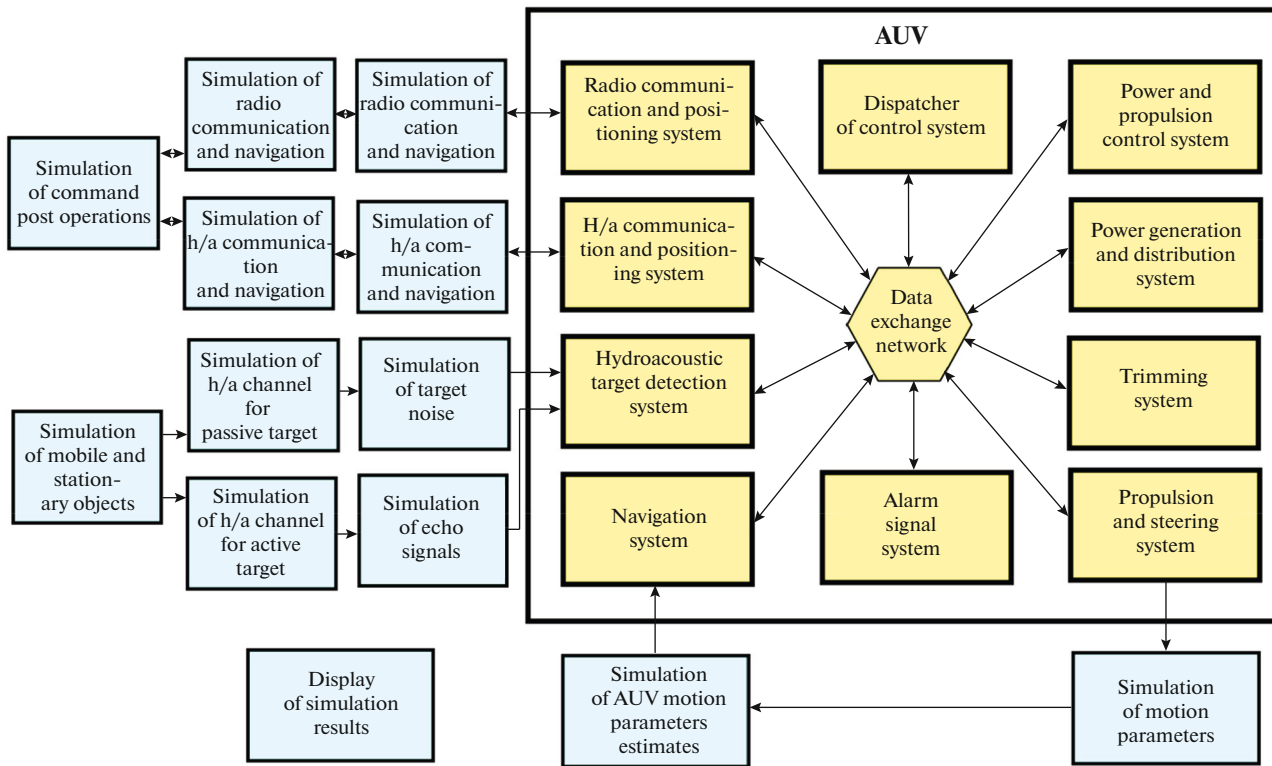 AUV
Simulation of
radio
communication
and navigation
Simulation of
radio communi-
cation
and navigation
Radio communi-
cation and posi-
tioning system
Dispatcher
of control system
Power and
propulsion
control system
Simulation
of command
post operations
Simulation
of h/a communica-
tion
and navigation
Simulation
of h/a com-
munication
and navigation
H/a communica-
tion and position-
ing system
Power generation
and distribution
system
Data
exchange
network
Simulation of
h/a channel
for
passive target
Simulation
of target
noise
Hydroacoustic
target detection
system
Trimming
system
Simulation
of mobile and
station-
ary objects
Simulation
of h/a channel
for active
target
Simulation
of echo
signals
Navigation
system
Alarm
signal
system
Propulsion
and steering
system
Display
of simulation
results
Simulation
of AUV motion
parameters
estimates
Simulation
of motion
parameters